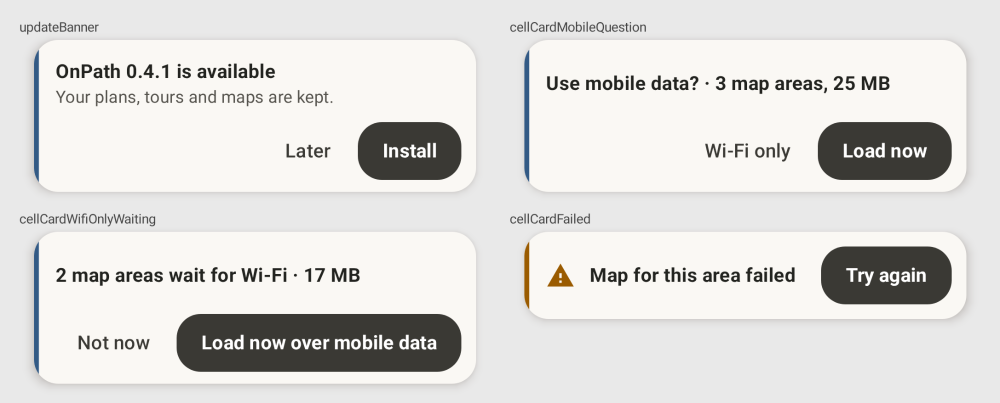 updateBanner
OnPath 0.4.1 is available
Your plans, tours and maps are kept.
Later
Install
cellCardMobileQuestion
Use mobile data? · 3 map areas, 25 MB
Wi-Fi only
Load now
cellCardWifiOnlyWaiting
2 map areas wait for Wi-Fi · 17 MB
Not now
Load now over mobile data
cellCardFailed
Map for this area failed
Try again